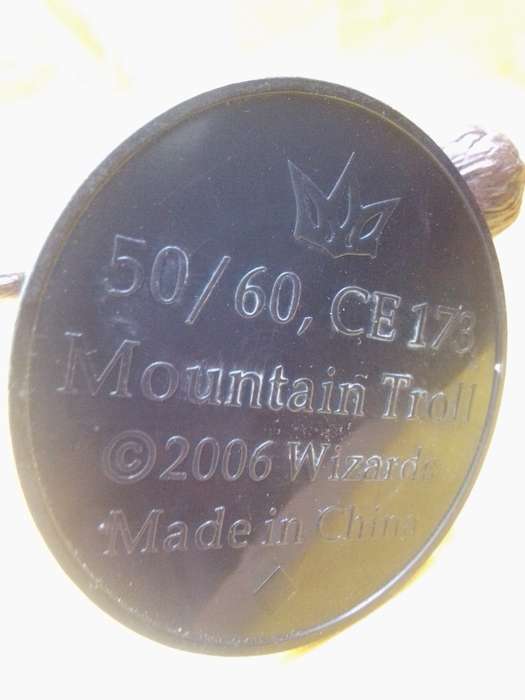 50/60, CE 173
Mountain Troll
©2006 Wizards
Made in China